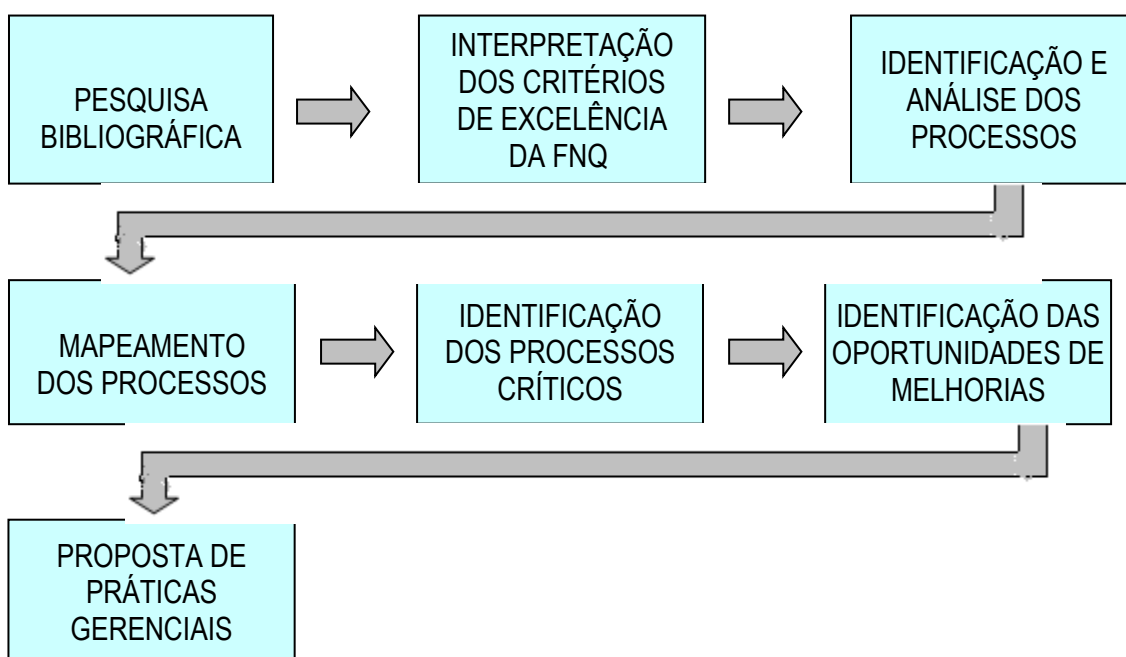 PESQUISA
BIBLIOGRÁFICA
INTERPRETAÇÃO
DOS CRITÉRIOS
DE EXCELÊNCIA
DA FNQ
IDENTIFICAÇÃO E
ANÁLISE DOS
PROCESSOS
MAPEAMENTO
DOS PROCESSOS
IDENTIFICAÇÃO
DOS PROCESSOS
CRÍTICOS
IDENTIFICAÇÃO DAS
OPORTUNIDADES DE
MELHORIAS
PROPOSTA DE
PRÁTICAS
GERENCIAIS